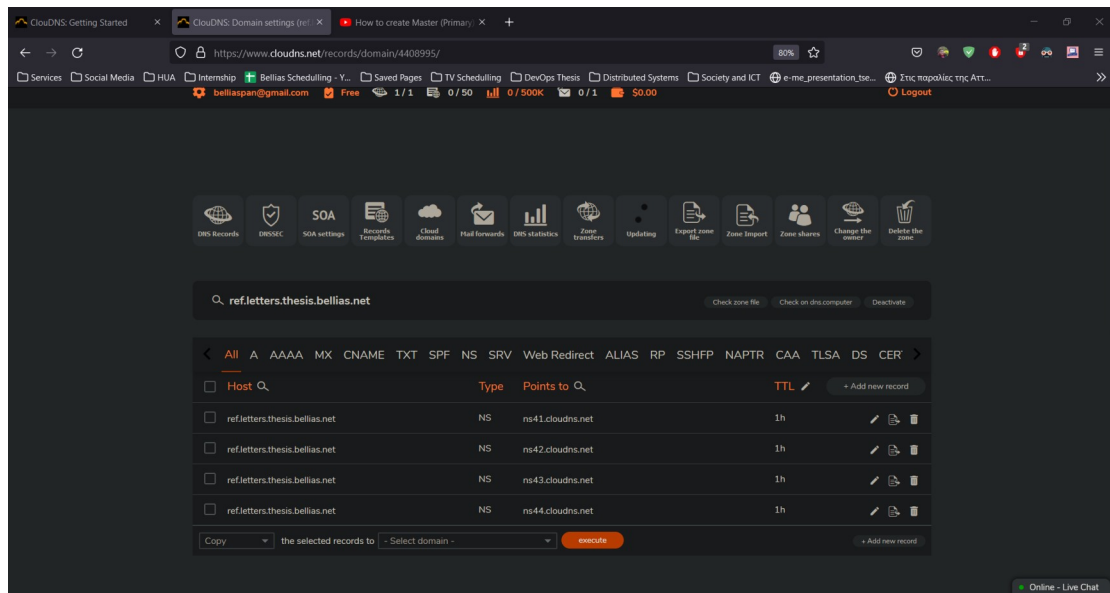 ClouDNS: Getting Started
ClouDNS: Domain settings (ref.l
How to create Master (Primary)
https://www.cloudns.net/records/domain/4408995/
80%
2
Services Social Media HUA Internship Bellias Schedulling - Y... Saved Pages TV Schedulling DevOps Thesis Distributed Systems Society and ICT e-me_presentation_tse... Στις παραλίες της Αττ...
belliaspan@gmail.com Free 1/1 0/50 0/500K 0/1 $0.00 Logout
DNS Records
DNSSEC
SOA
SOA settings
Records Templates
Cloud domains
Mail forwards
DNS statistics
Zone transfers
Updating
Export zone file
Zone Import
Zone shares
Change the owner
Delete the zone
ref.letters.thesis.bellias.net Check zone file Check on dns.computer Deactivate
All A AAAA MX CNAME TXT SPF NS SRV Web Redirect ALIAS RP SSHFP NAPTR CAA TLSA DS CER
Host Type Points to TTL + Add new record
ref.letters.thesis.bellias.net NS ns41.cloudns.net 1h
ref.letters.thesis.bellias.net NS ns42.cloudns.net 1h
ref.letters.thesis.bellias.net NS ns43.cloudns.net 1h
ref.letters.thesis.bellias.net NS ns44.cloudns.net 1h
Copy the selected records to - Select domain - execute + Add new record
Online - Live Chat